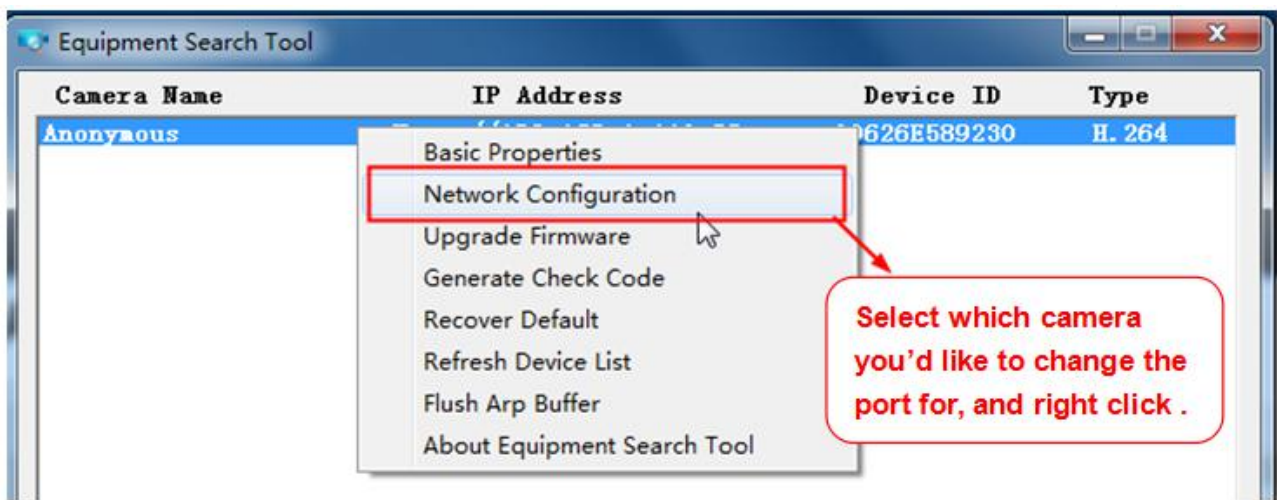 Equipment Search Tool
Camera Name IP Address Device ID Type
Anonymous 0626E589230 H.264
Basic Properties
Network Configuration
Upgrade Firmware
Generate Check Code
Recover Default
Refresh Device List
Flush Arp Buffer
About Equipment Search Tool
Select which camera
you’d like to change the
port for, and right click .